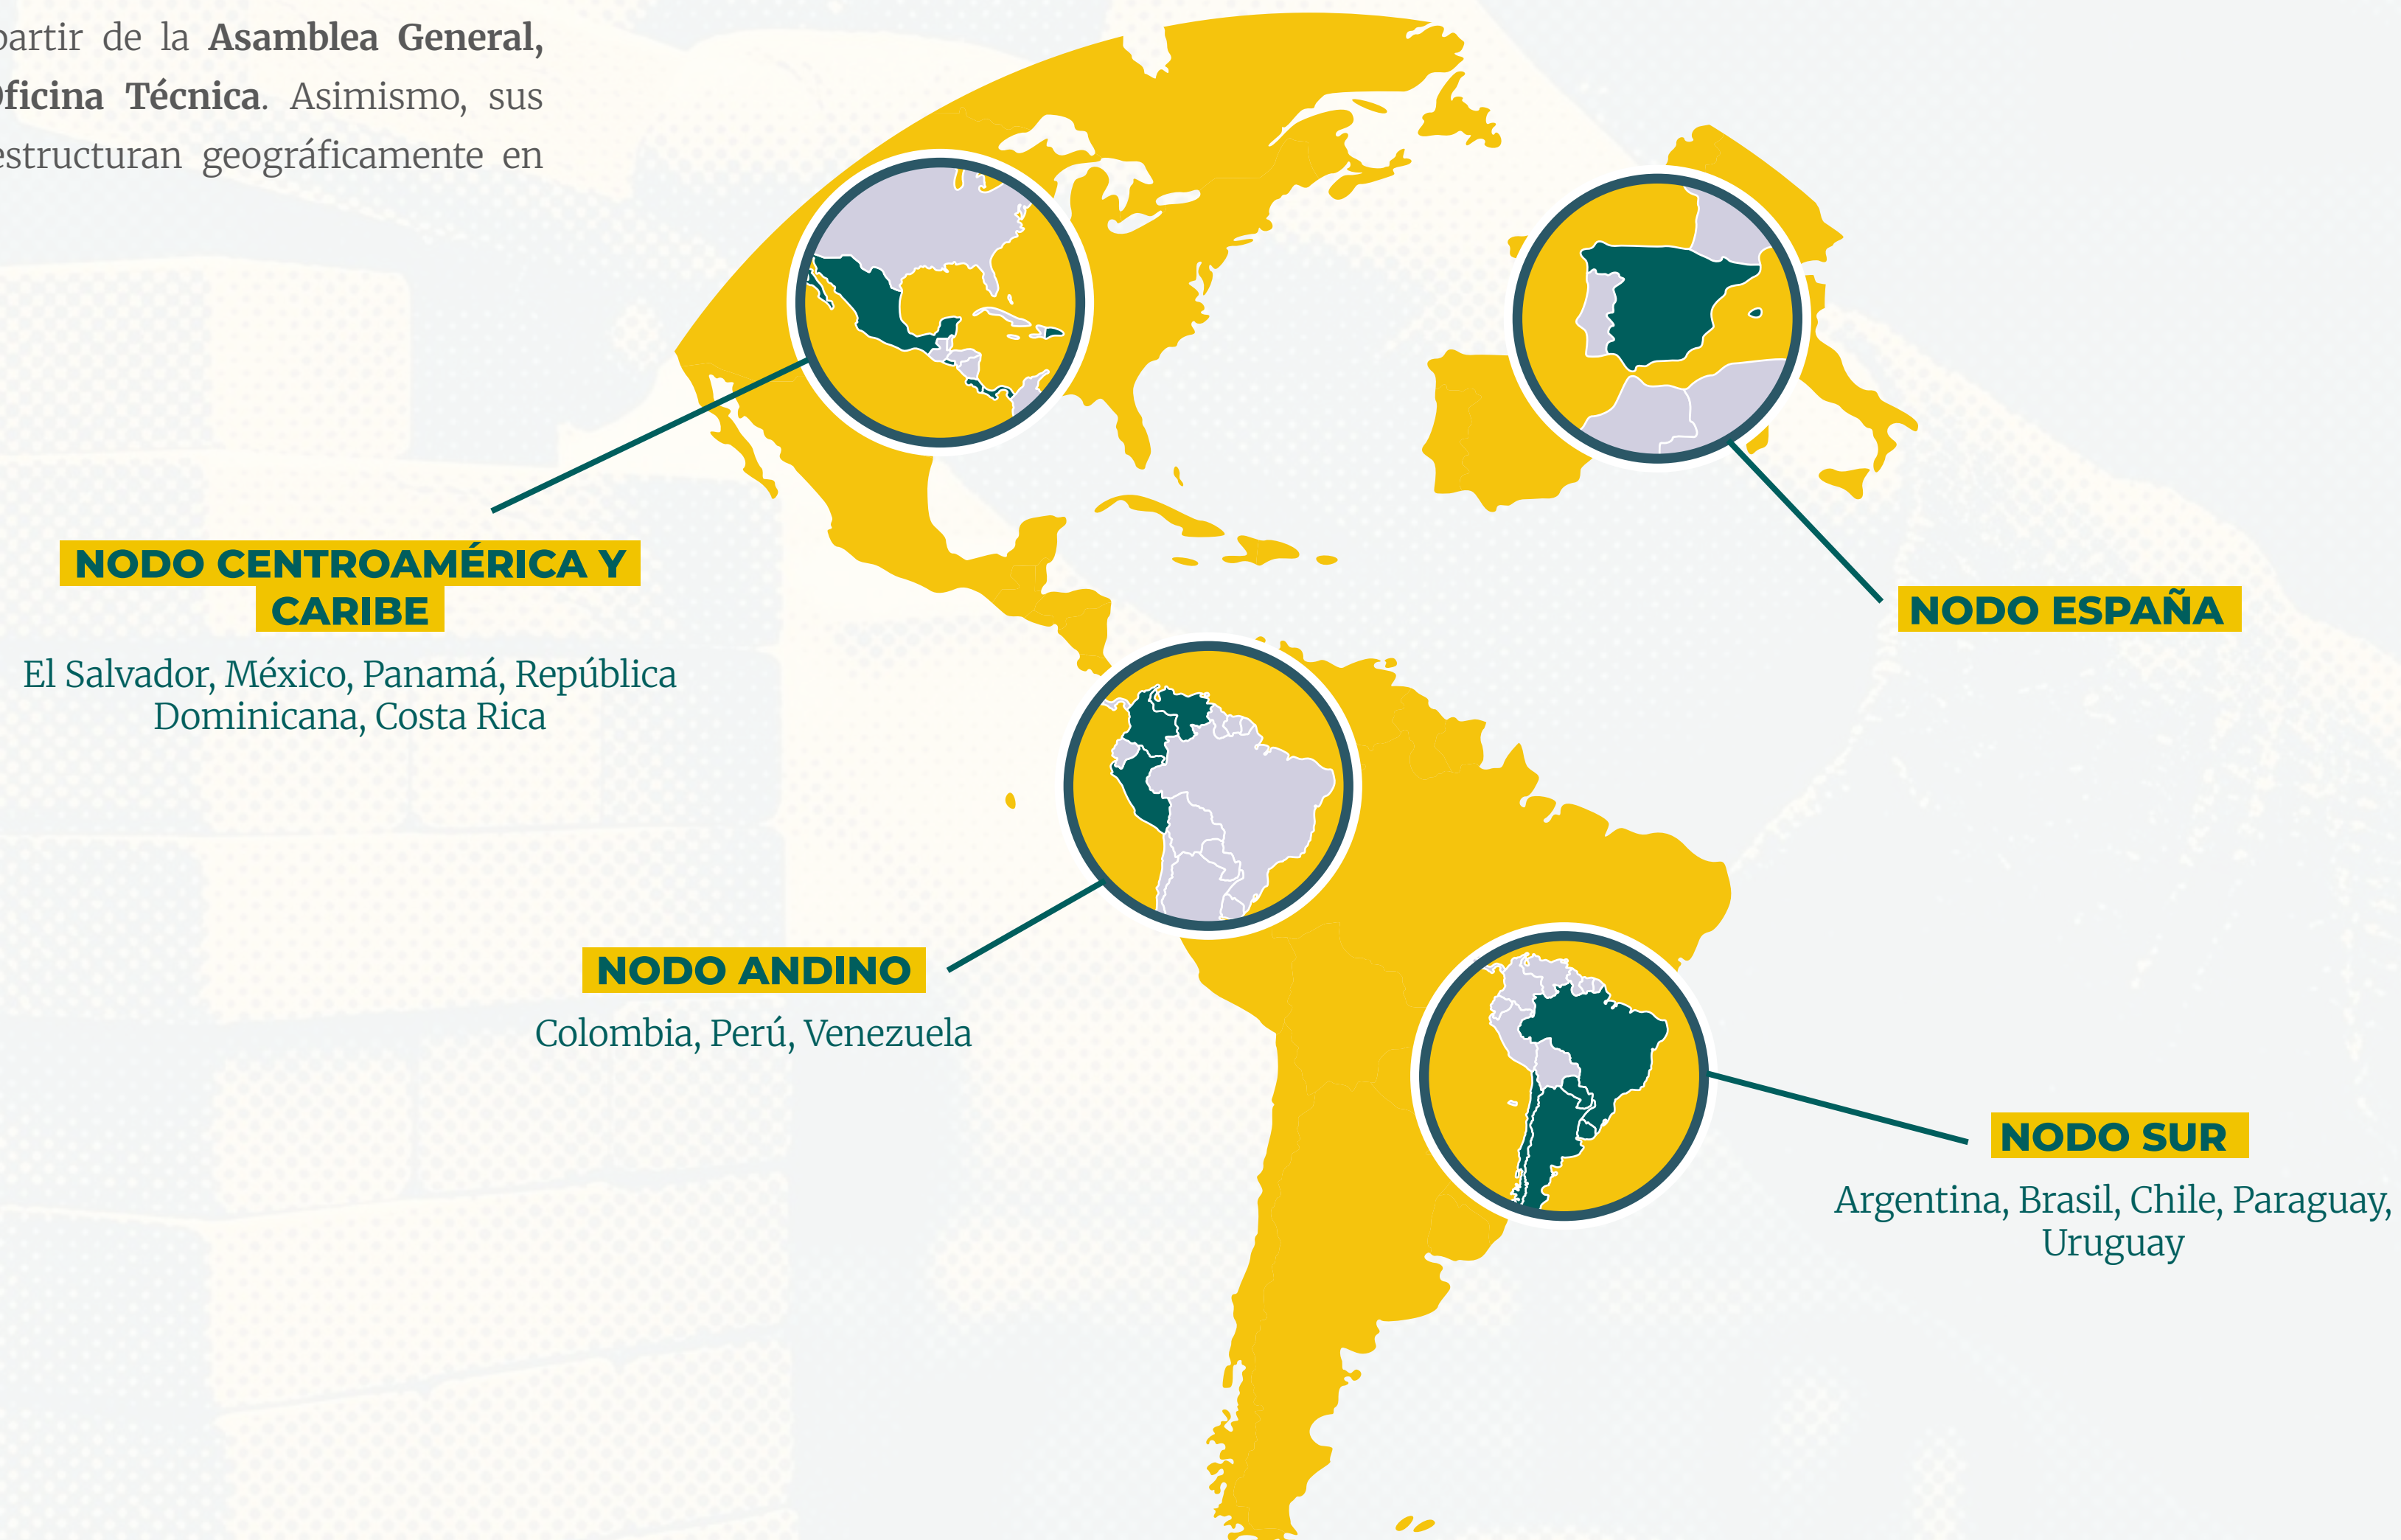 partir de la Asamblea General,
Oficina Técnica. Asimismo, sus
estructuran geográficamente en
NODO CENTROAMÉRICA Y
CARIBE
El Salvador, México, Panamá, República
Dominicana, Costa Rica
NODO ESPAÑA
NODO ANDINO
Colombia, Perú, Venezuela
NODO SUR
Argentina, Brasil, Chile, Paraguay,
Uruguay